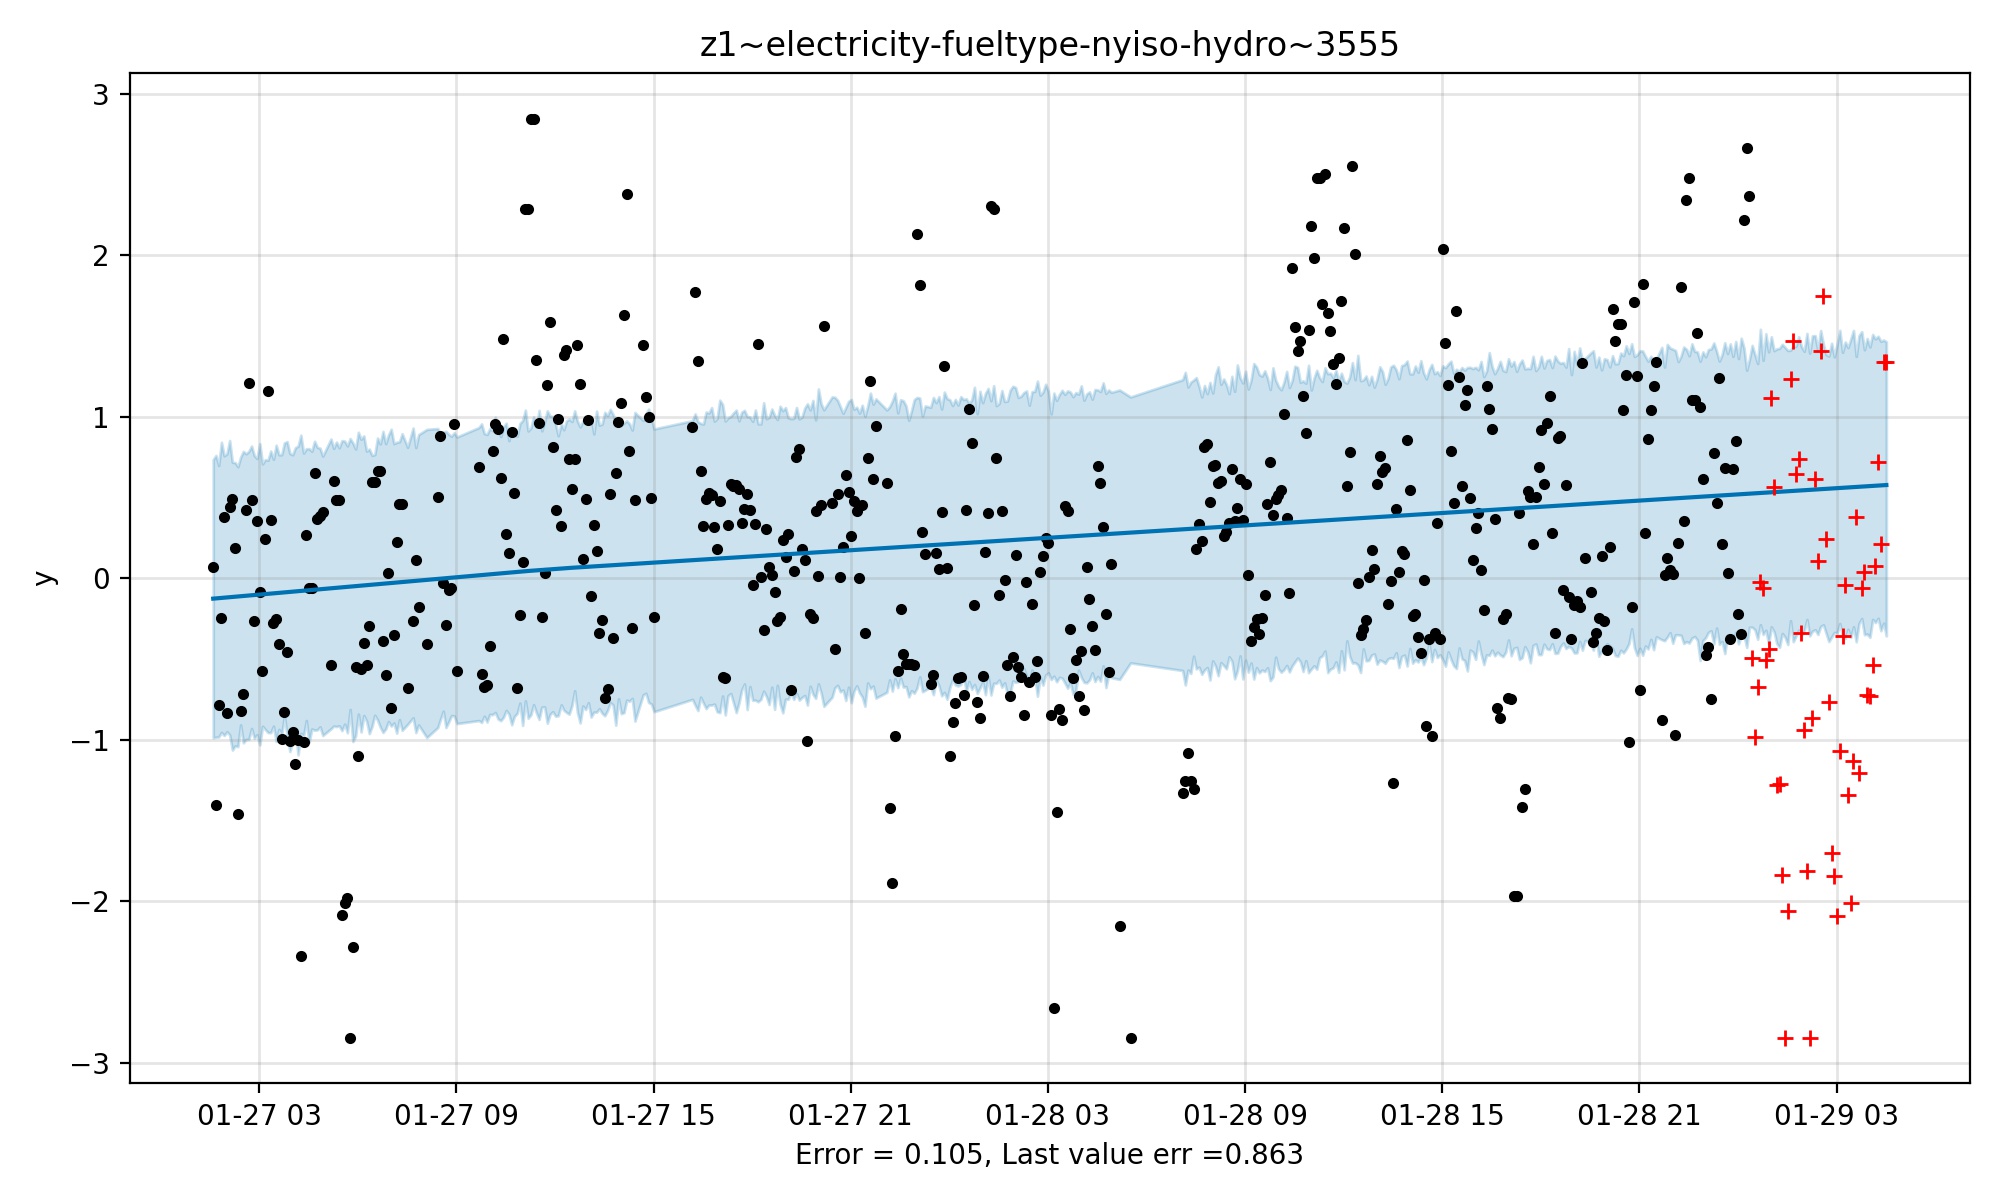 z1~electricity-fueltype-nyiso-hydro~3555
3
2
1
0
−1
−2
−3
y
01-27 03 01-27 09 01-27 15 01-27 21 01-28 03 01-28 09 01-28 15 01-28 21 01-29 03
Error = 0.105, Last value err =0.863